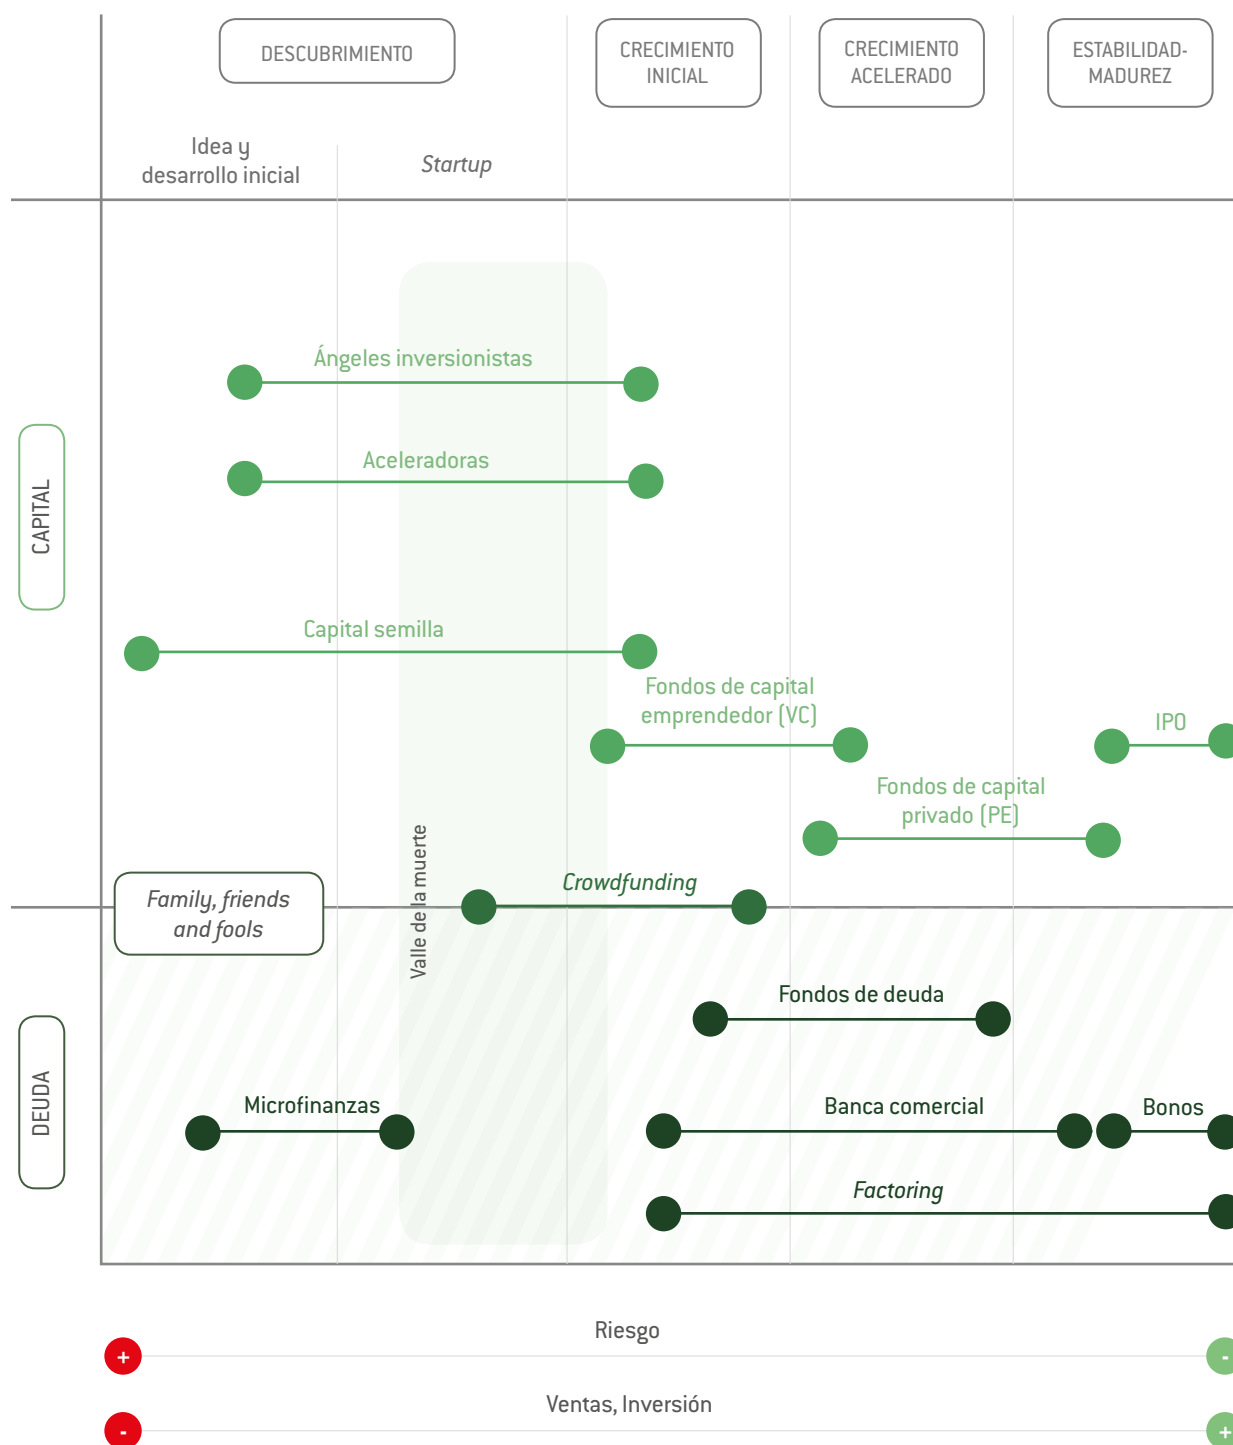 DESCUBRIMIENTO
CRECIMIENTO
INICIAL
CRECIMIENTO
ACELERADO
ESTABILIDAD-
MADUREZ
Idea y
desarrollo inicial
Startup
CAPITAL
Ángeles inversionistas
Aceleradoras
Capital semilla
Fondos de capital
emprendedor (VC)
IPO
Fondos de capital
privado (PE)
Crowdfunding
Family, friends
and fools
Valle de la muerte
DEUDA
Fondos de deuda
Microfinanzas
Banca comercial
Bonos
Factoring
Riesgo
+
-
Ventas, Inversión
-
+